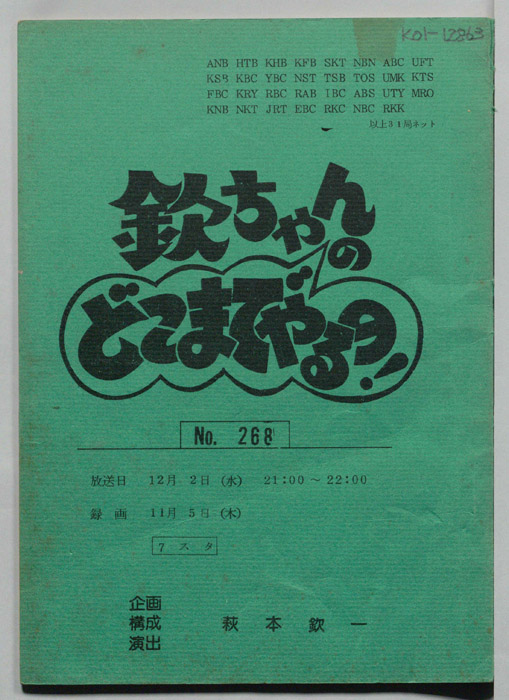 KO1-12863
ANB HTB KHB KFB SKT NBN ABC UFT
KSB KBC YBC NST TSB TOS UMK KTS
FBC KRY RBC RAB IBC ABS UTY MRO
KNB NKT JRT EBC RKC NBC RKK
以上31局ネット
欽ちゃんの
どこまでやるの!
No. 268
放送日 12月 2日 (水) 21:00～22:00
録画 11月 5日 (木)
7 スタ
企画
構成 萩本欽一
演出